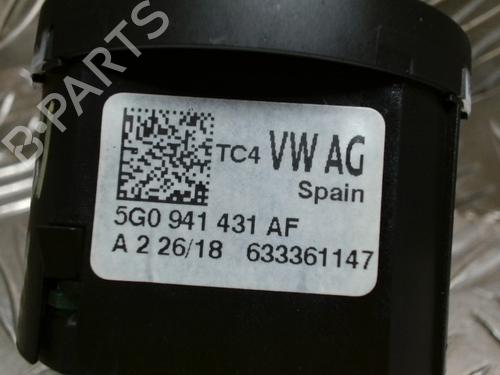 TC4 VW AG
Spain
5G0 941 431 AF
A 2 26/18 633361147
B-PARTS